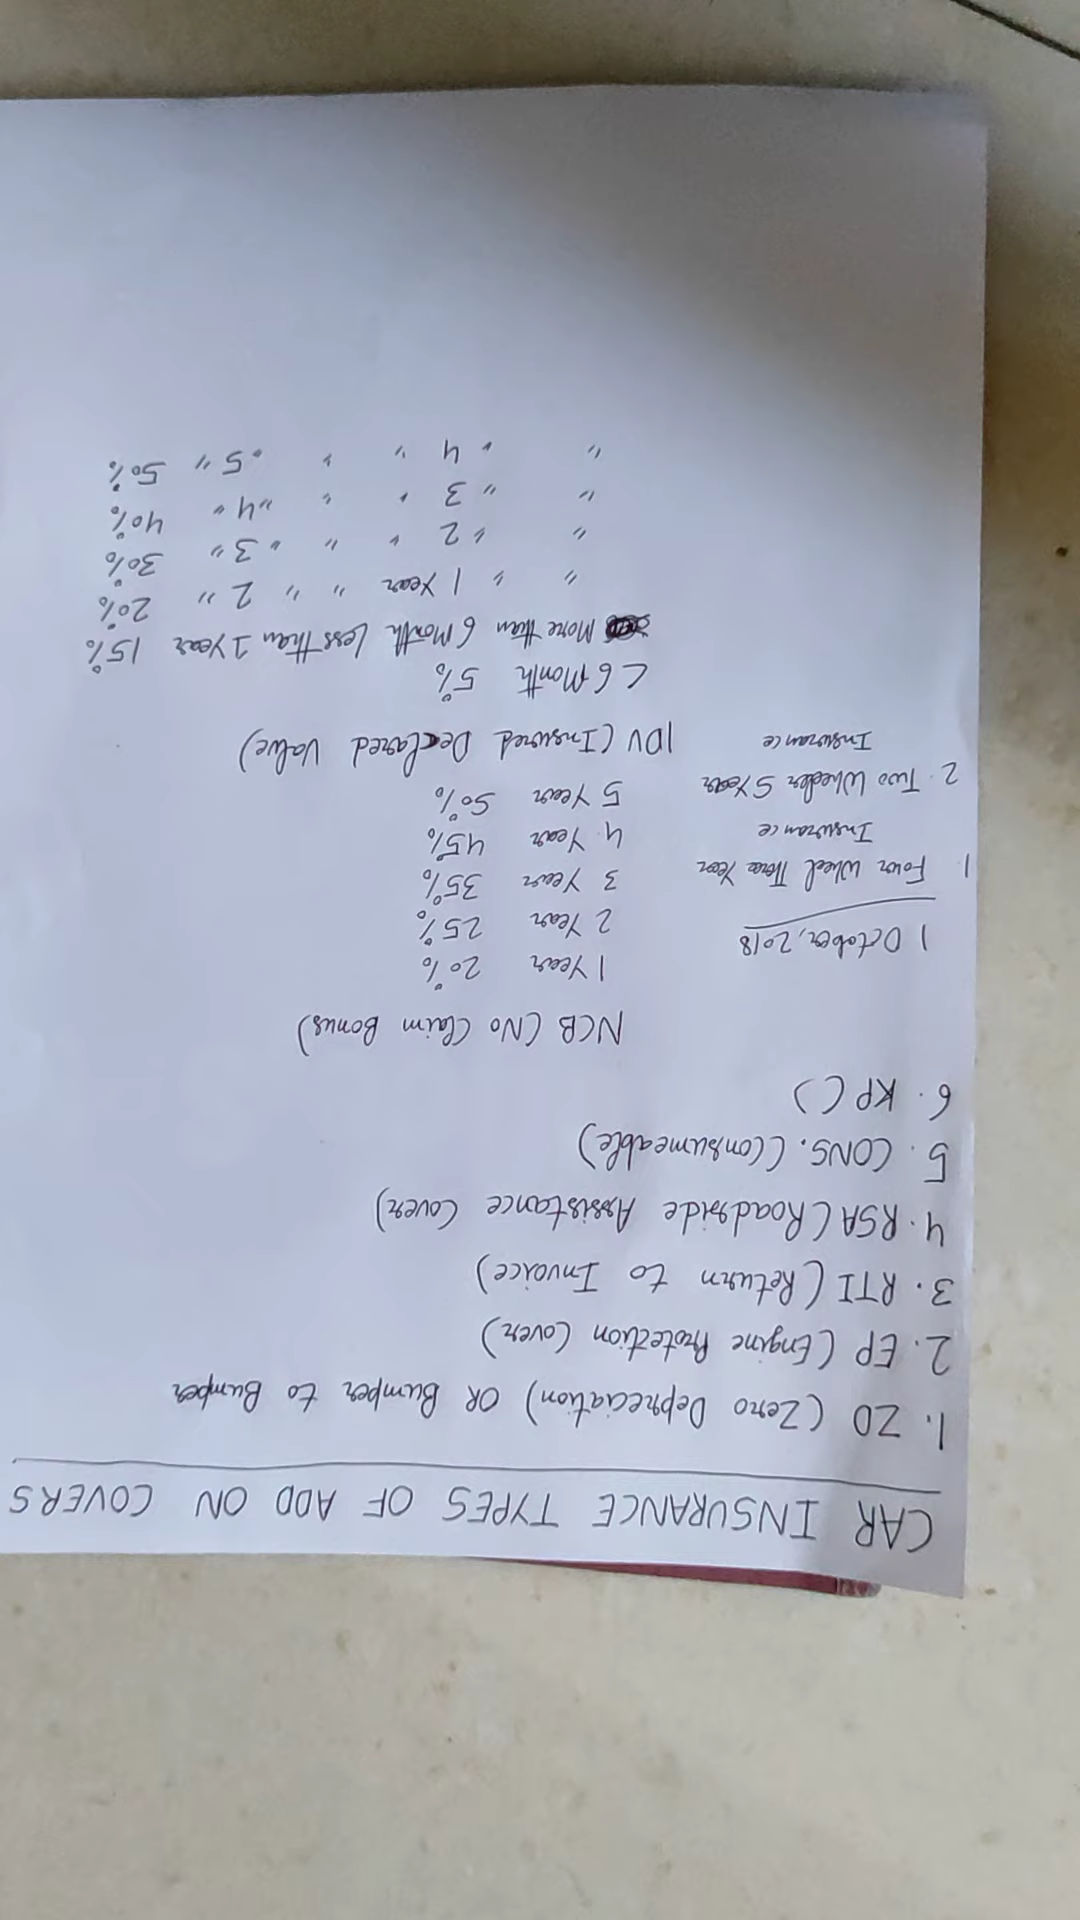 CAR INSURANCE TYPES OF ADD ON COVERS
1. ZD (Zero Depreciation) OR Bumper to Bumper
2. EP (Engine Protection Cover)
3. RTI (Return to Invoice)
4. RSA (Roadside Assistance Cover)
5. CONS. (Consumeable)
6. KP ( )
NCB (No Claim Bonus)
1 Year 20%
2 Year 25%
3 Year 35%
4 Year 45%
5 Year 50%
1 October, 2018
1 Four Wheel Three Year
Insurance
2. Two Wheeler 5 Year
Insurance
IDV (Insured Declared Value)
< 6 Month 5%
More than 6 Month Less than 1 Year 15%
" " 1 Year " " 2 " 20%
" " 2 " " " 3 " 30%
" " 3 " " " 4 " 40%
" " 4 " " " 5 " 50%